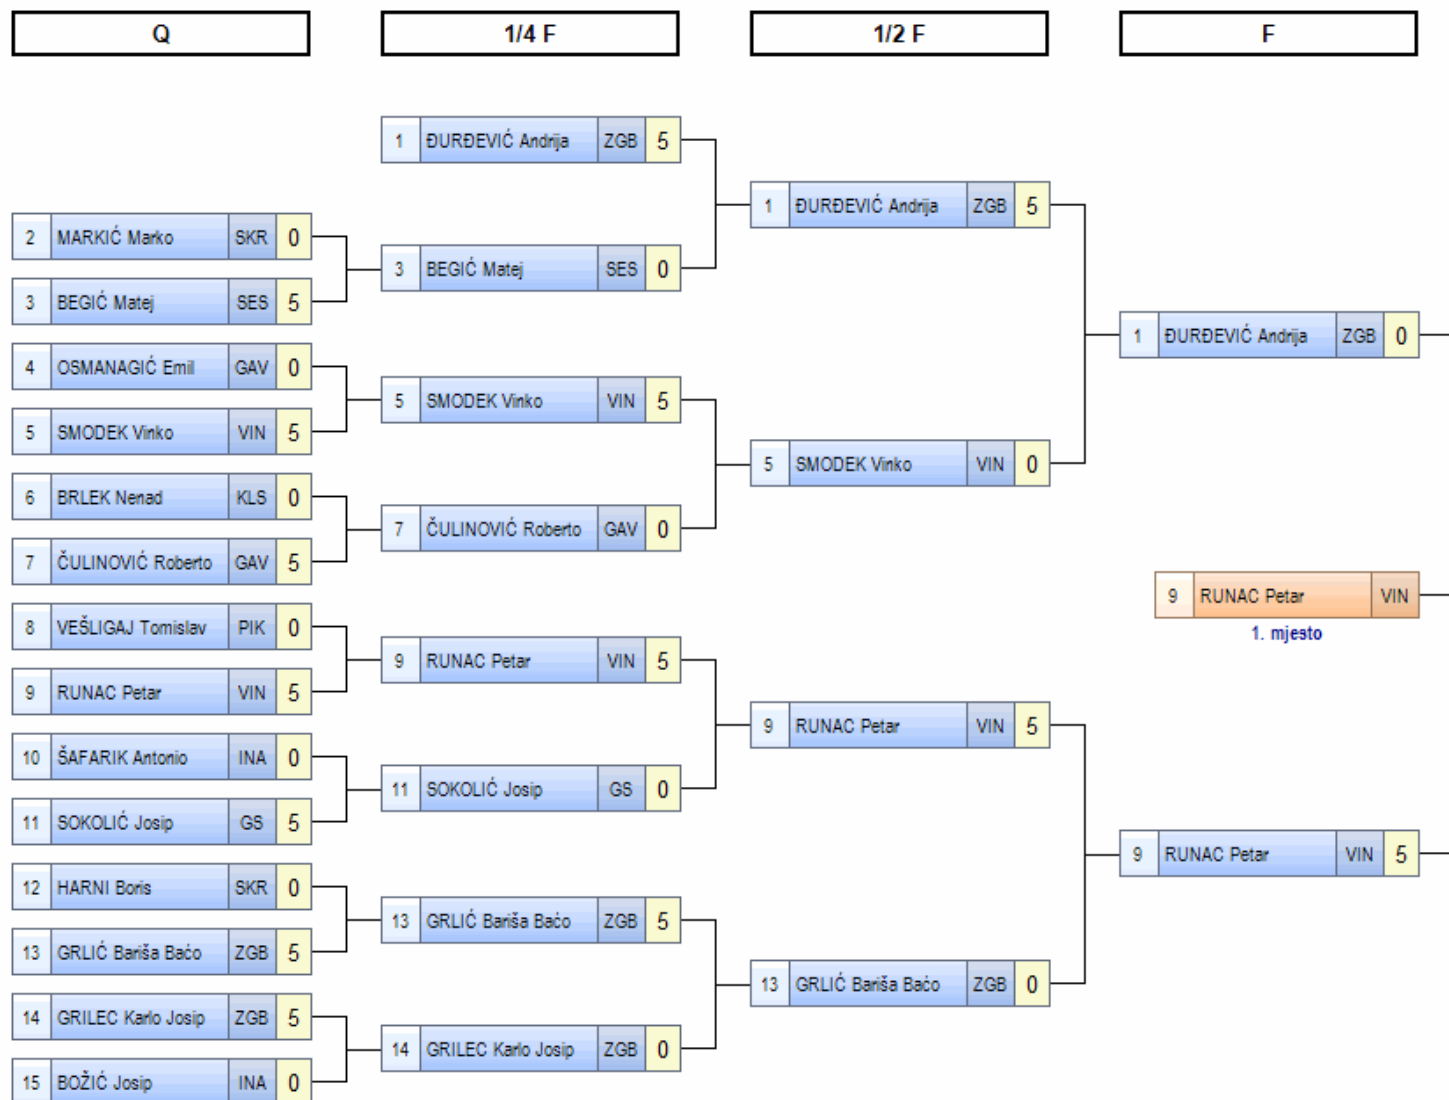 Q
1/4 F
1/2 F
F
1 ĐURĐEVIĆ Andrija ZGB 5
1 ĐURĐEVIĆ Andrija ZGB 5
2 MARKIĆ Marko SKR 0
3 BEGIĆ Matej SES 0
3 BEGIĆ Matej SES 5
1 ĐURĐEVIĆ Andrija ZGB 0
4 OSMANAGIĆ Emil GAV 0
5 SMODEK Vinko VIN 5
5 SMODEK Vinko VIN 5
5 SMODEK Vinko VIN 0
6 BRLEK Nenad KLS 0
7 ČULINOVIĆ Roberto GAV 0
7 ČULINOVIĆ Roberto GAV 5
9 RUNAC Petar VIN
1. mjesto
8 VEŠLIGAJ Tomislav PIK 0
9 RUNAC Petar VIN 5
9 RUNAC Petar VIN 5
9 RUNAC Petar VIN 5
10 ŠAFARIK Antonio INA 0
11 SOKOLIĆ Josip GS 0
11 SOKOLIĆ Josip GS 5
9 RUNAC Petar VIN 5
12 HARNI Boris SKR 0
13 GRLIĆ Bariša Baćo ZGB 5
13 GRLIĆ Bariša Baćo ZGB 5
13 GRLIĆ Bariša Baćo ZGB 0
14 GRILEC Karlo Josip ZGB 5
14 GRILEC Karlo Josip ZGB 0
15 BOŽIĆ Josip INA 0